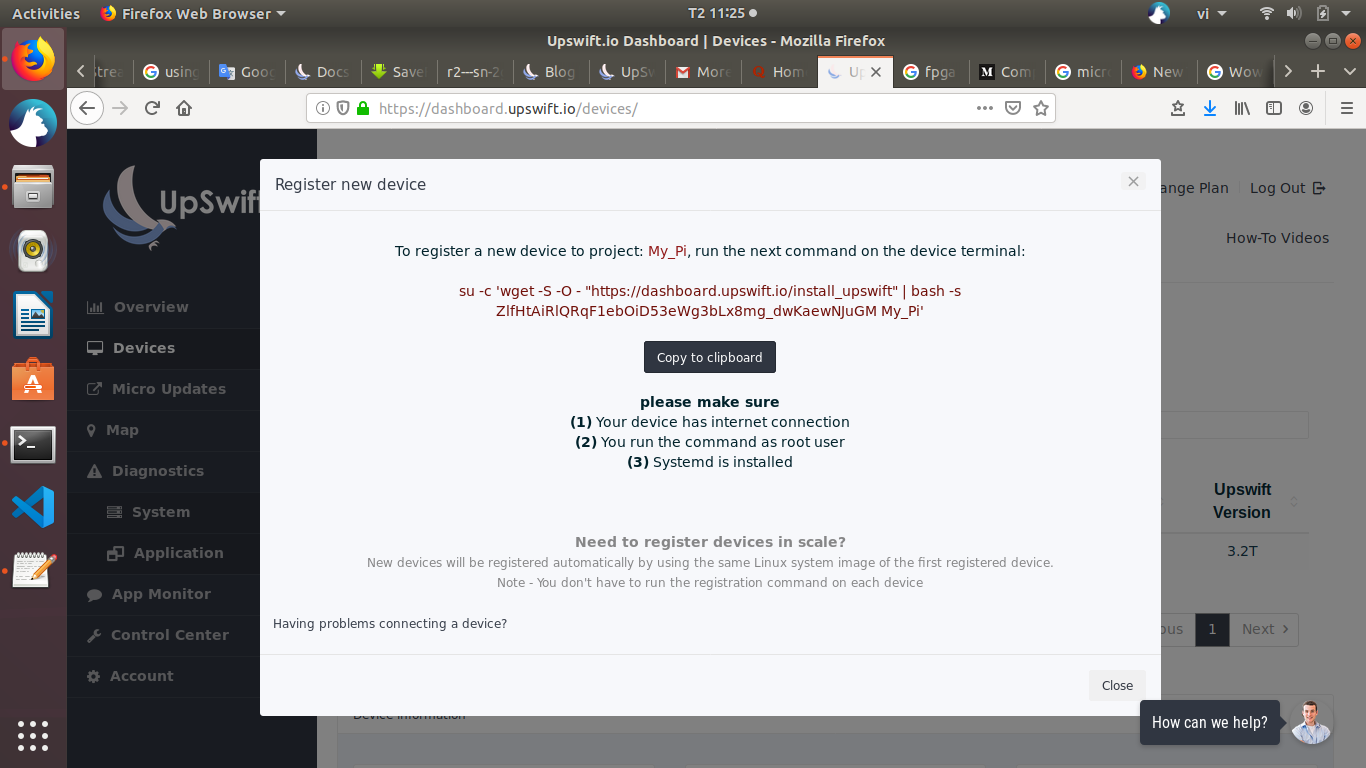 Activities
Firefox Web Browser
T2 11:25
vi
Upswift.io Dashboard | Devices - Mozilla Firefox
using
Goog
Docs
Save
r2---sn-2
Blog
UpSw
More
Hom
Up
fpga
Com
micr
New
Wow
https://dashboard.upswift.io/devices/
UpSwift
ange Plan
Log Out
How-To Videos
Overview
Devices
Micro Updates
Map
Diagnostics
System
Application
App Monitor
Control Center
Account
Register new device
To register a new device to project: My_Pi, run the next command on the device terminal:
su -c 'wget -S -O - "https://dashboard.upswift.io/install_upswift" | bash -s
ZlfHtAiRlQRqF1ebOiD53eWg3bLx8mg_dwKaewNJuGM My_Pi'
Copy to clipboard
please make sure
(1) Your device has internet connection
(2) You run the command as root user
(3) Systemd is installed
Need to register devices in scale?
New devices will be registered automatically by using the same Linux system image of the first registered device.
Note - You don't have to run the registration command on each device
Having problems connecting a device?
Close
Upswift
Version
3.2T
ous
1
Next
Device Information
How can we help?